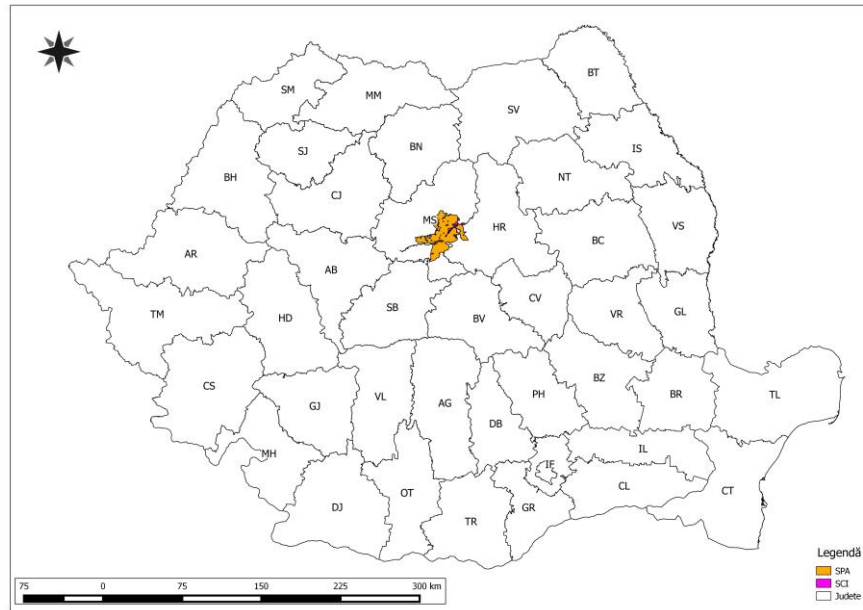 BT
SM
MM
SV
IS
SJ
BN
NT
BH
CJ
MS
HR
VS
BC
AR
AB
SB
CV
TM
HD
BV
VR
GL
CS
GJ
VL
AG
PH
BZ
BR
TL
DB
MH
IL
IF
CL
CT
DJ
OT
TR
GR
Legendă
SPA
SCI
Judete
75 0 75 150 225 300 km